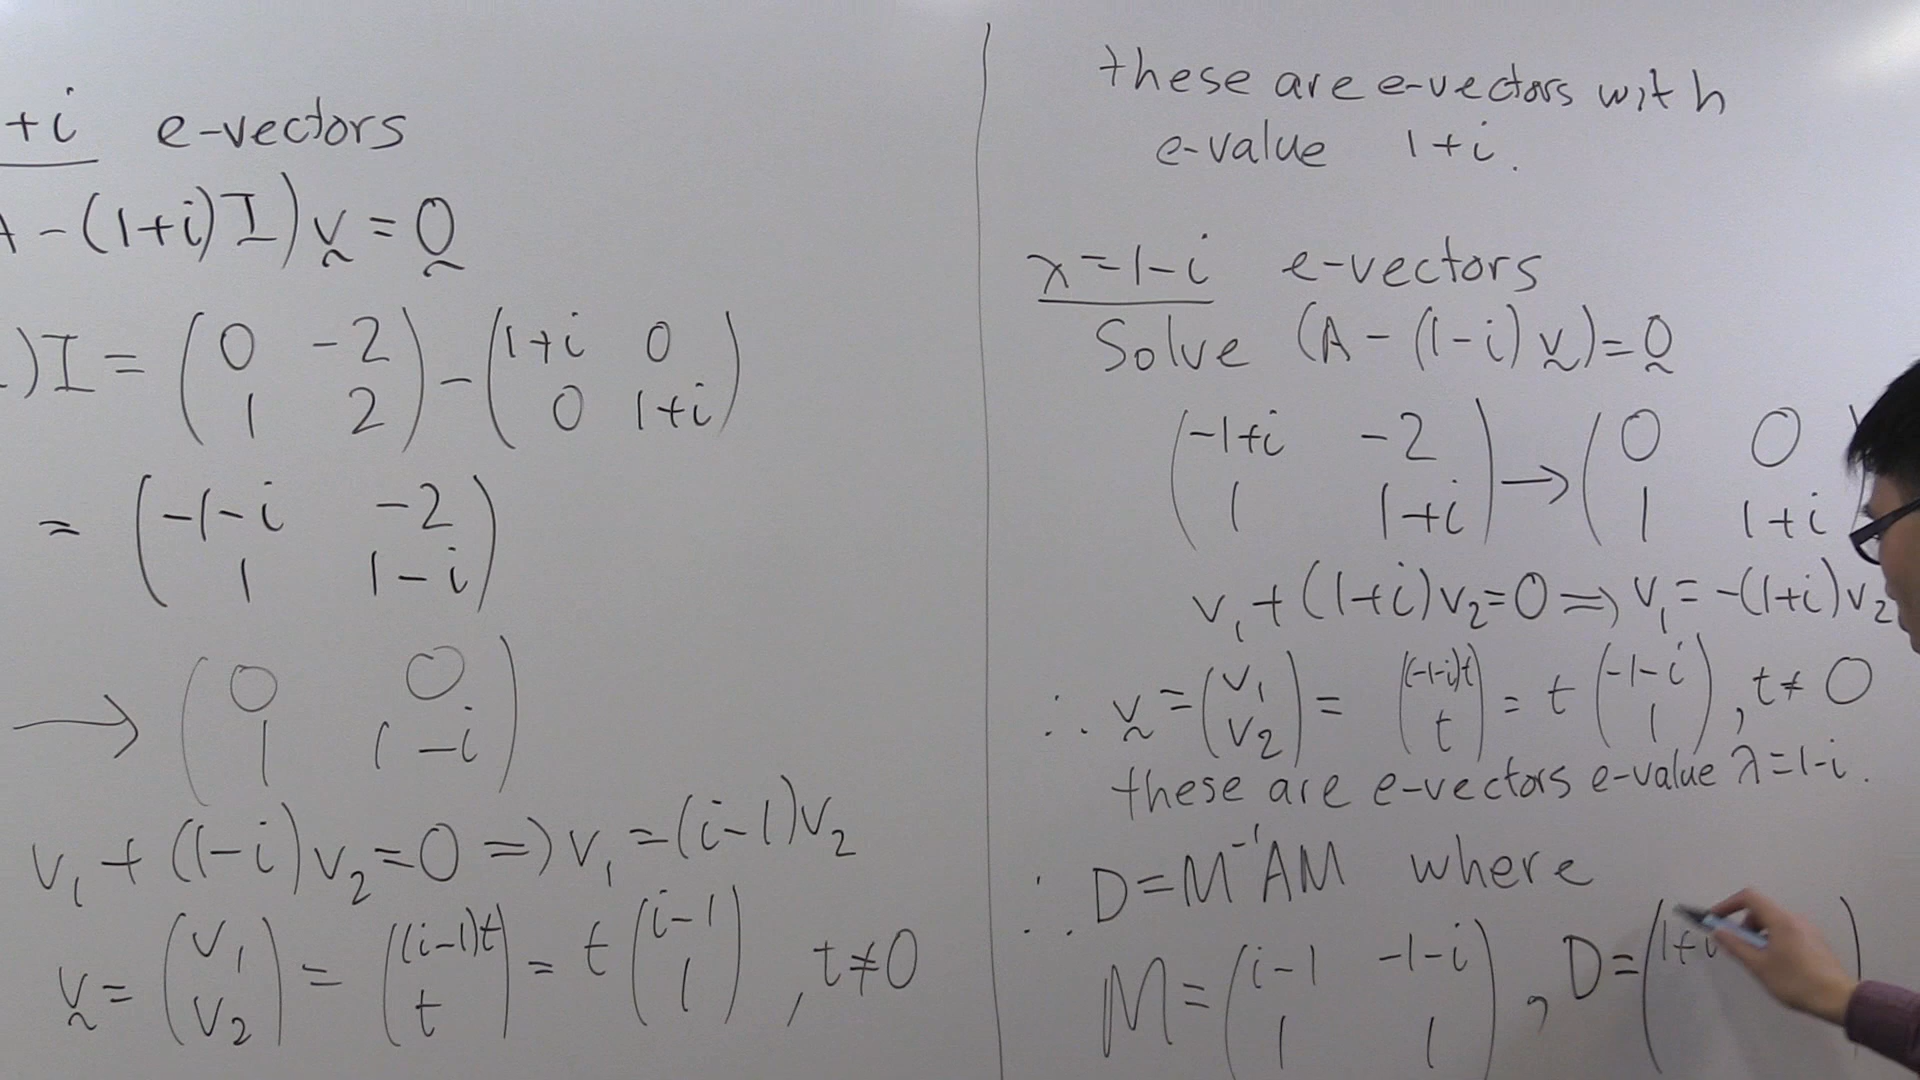 +i e-vectors
A-(1+i)I)v=0
)I = (0 -2
1 2) - (1+i 0
0 1+i)
= (-1-i -2
1 1-i)
→ (0 0
1 1-i)
v₁+(1-i)v₂=0 ⇒ v₁=(i-1)v₂
v = (v₁
v₂) = ((i-1)t
t) = t (i-1
1), t≠0
these are e-vectors with
e-value 1+i.
λ=1-i e-vectors
Solve (A-(1-i)v)=0
(-1+i -2
1 1+i) → (0 0
1 1+i
v₁+(1+i)v₂=0 ⇒ v₁=-(1+i)v₂
∴ v = (v₁
v₂) = ((-1-i)t
t) = t (-1-i
1), t≠0
these are e-vectors e-value λ=1-i.
∴ D=M⁻¹AM where
M = (i-1 -1-i
1 1), D = (1+i
)